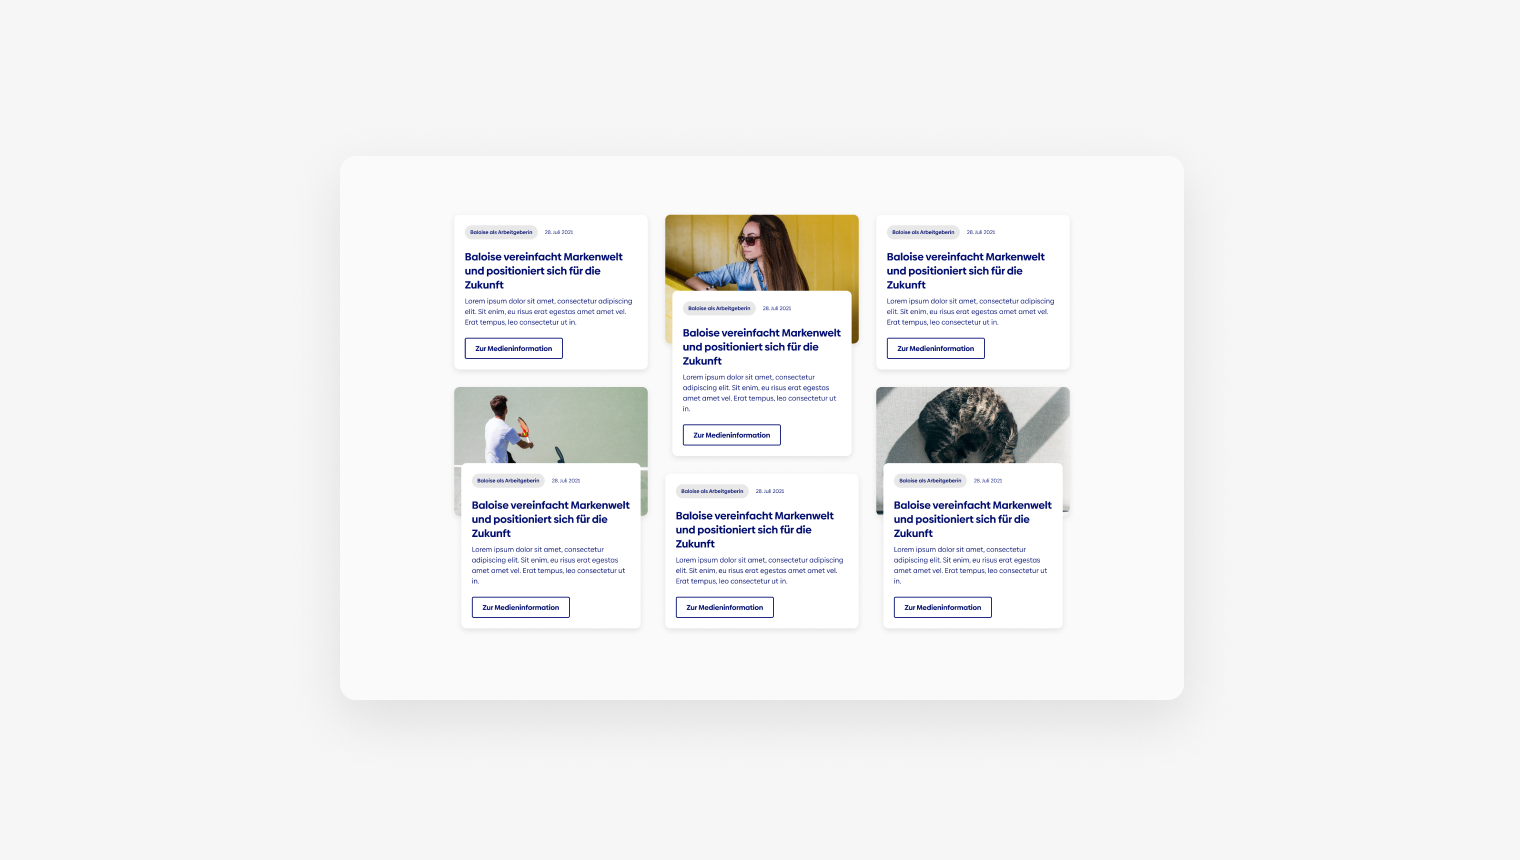 Baloise als Arbeitgeberin 28. Juli 2021
Baloise vereinfacht Markenwelt
und positioniert sich für die
Zukunft
Lorem ipsum dolor sit amet, consectetur adipiscing
elit. Sit enim, eu risus erat egestas amet amet vel.
Erat tempus, leo consectetur ut in.
Zur Medieninformation
Baloise als Arbeitgeberin 28. Juli 2021
Baloise vereinfacht Markenwelt
und positioniert sich für die
Zukunft
Lorem ipsum dolor sit amet, consectetur
adipiscing elit. Sit enim, eu risus erat egestas
amet amet vel. Erat tempus, leo consectetur ut
in.
Zur Medieninformation
Baloise als Arbeitgeberin 28. Juli 2021
Baloise vereinfacht Markenwelt
und positioniert sich für die
Zukunft
Lorem ipsum dolor sit amet, consectetur adipiscing
elit. Sit enim, eu risus erat egestas amet amet vel.
Erat tempus, leo consectetur ut in.
Zur Medieninformation
Baloise als Arbeitgeberin 28. Juli 2021
Baloise vereinfacht Markenwelt
und positioniert sich für die
Zukunft
Lorem ipsum dolor sit amet, consectetur
adipiscing elit. Sit enim, eu risus erat egestas
amet amet vel. Erat tempus, leo consectetur ut
in.
Zur Medieninformation
Baloise als Arbeitgeberin 28. Juli 2021
Baloise vereinfacht Markenwelt
und positioniert sich für die
Zukunft
Lorem ipsum dolor sit amet, consectetur adipiscing
elit. Sit enim, eu risus erat egestas amet amet vel.
Erat tempus, leo consectetur ut in.
Zur Medieninformation
Baloise als Arbeitgeberin 28. Juli 2021
Baloise vereinfacht Markenwelt
und positioniert sich für die
Zukunft
Lorem ipsum dolor sit amet, consectetur
adipiscing elit. Sit enim, eu risus erat egestas
amet amet vel. Erat tempus, leo consectetur ut
in.
Zur Medieninformation